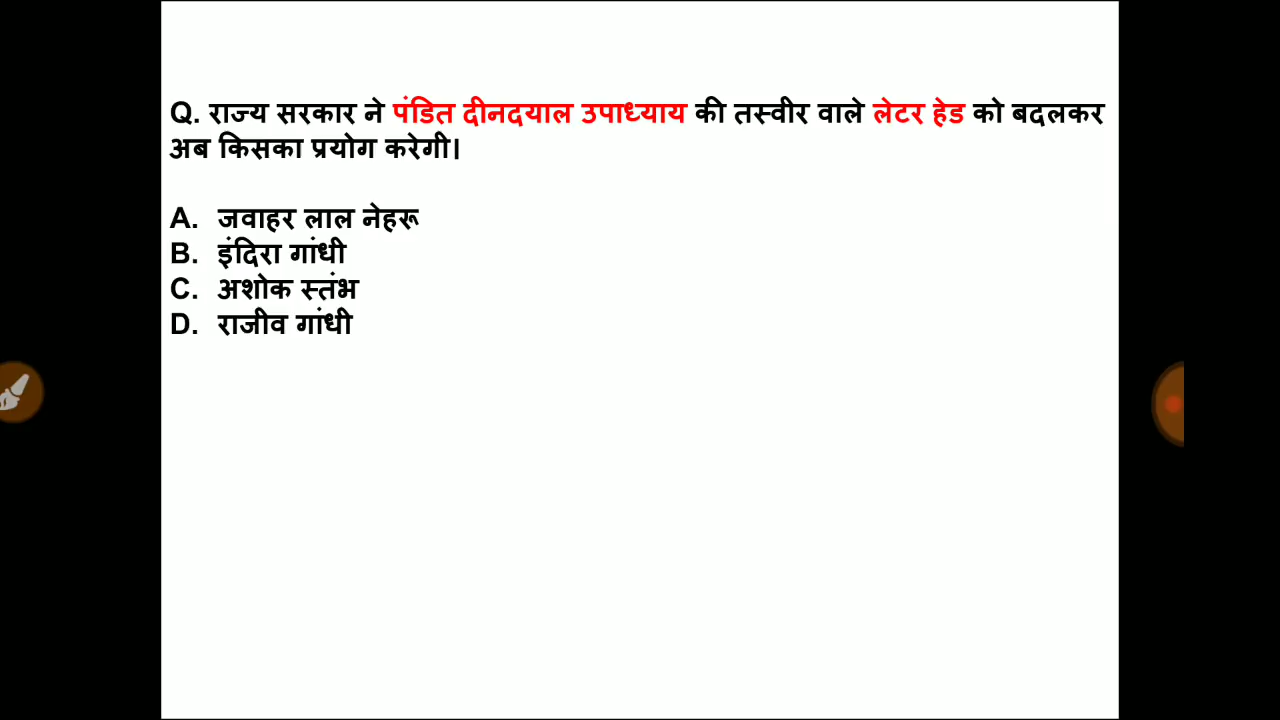 Q. राज्य सरकार ने पंडित दीनदयाल उपाध्याय की तस्वीर वाले लेटर हेड को बदलकर
अब किसका प्रयोग करेगी।
A. जवाहर लाल नेहरू
B. इंदिरा गांधी
C. अशोक स्तंभ
D. राजीव गांधी